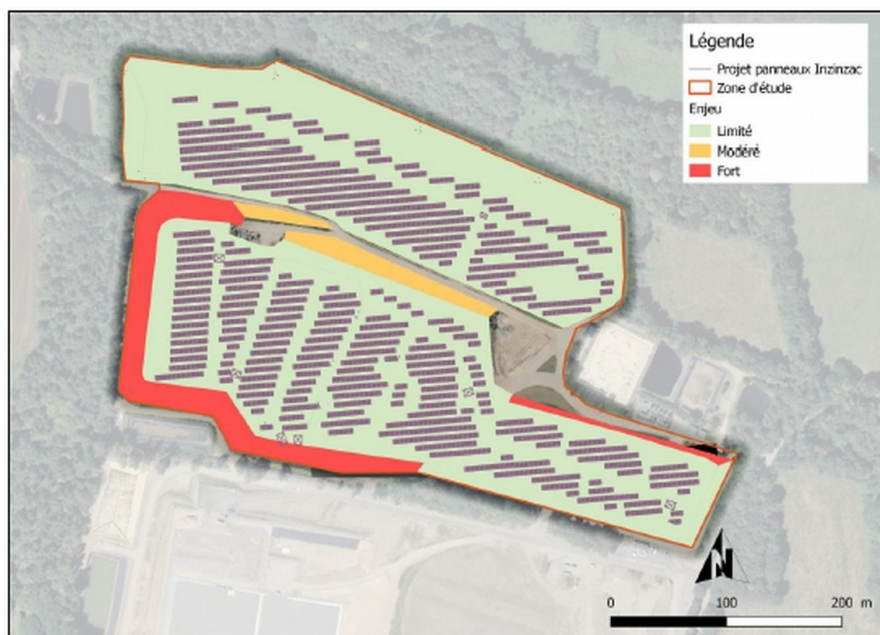 Légende
Projet panneaux Inzinzac
Zone d'étude
Enjeu
Limité
Modéré
Fort
N
0 100 200 m